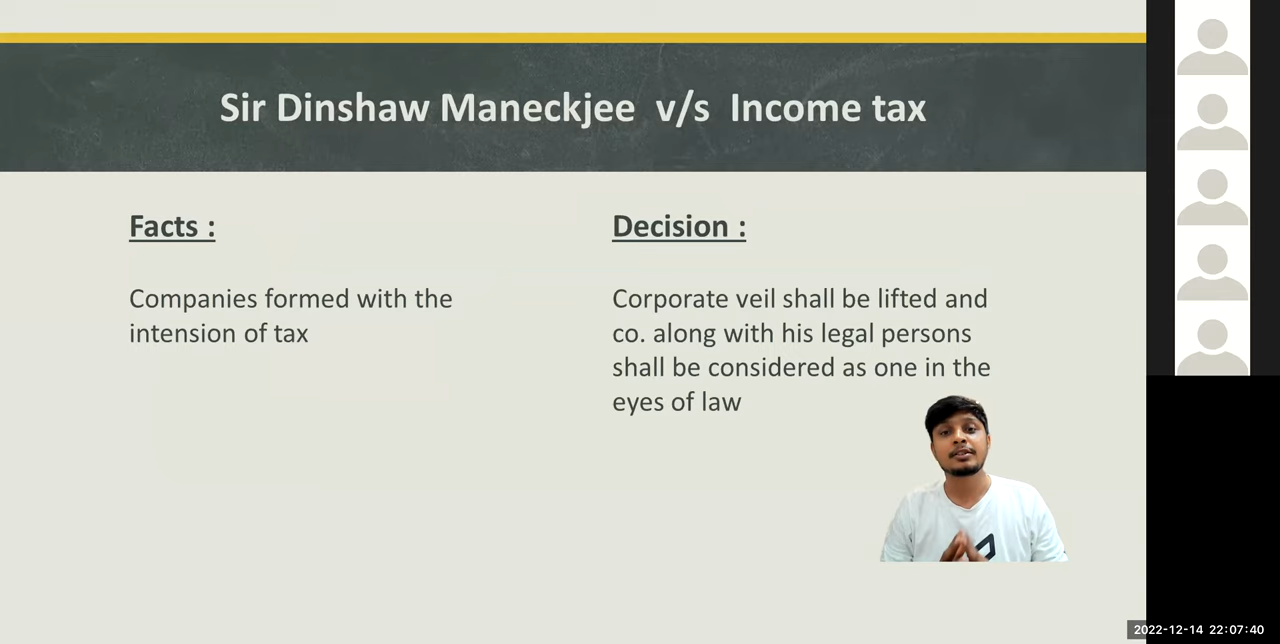 Sir Dinshaw Maneckjee v/s Income tax
Facts :
Companies formed with the
intension of tax
Decision :
Corporate veil shall be lifted and
co. along with his legal persons
shall be considered as one in the
eyes of law
2022-12-14 22:07:40